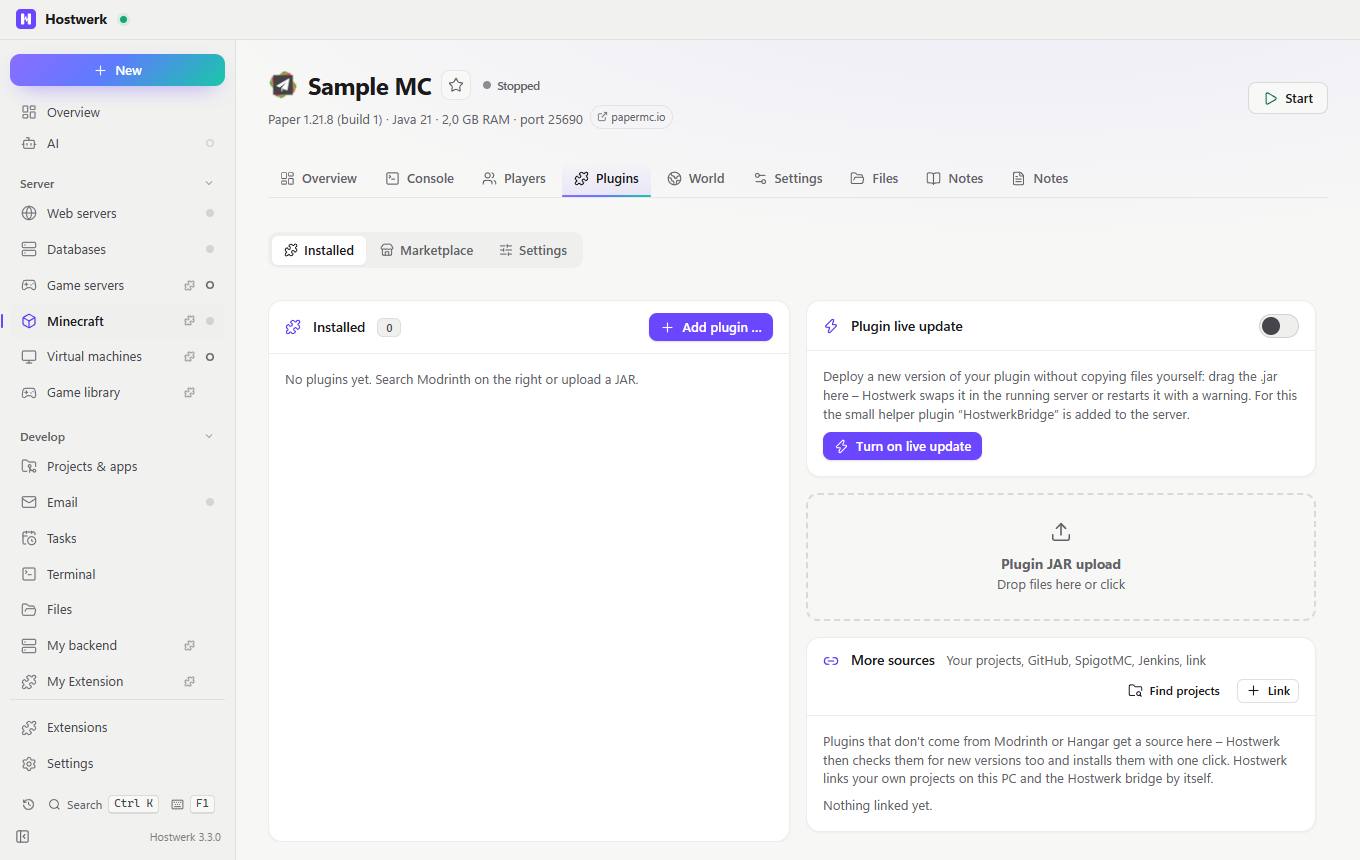 Hostwerk
New
Overview
AI
Server
Web servers
Databases
Game servers
Minecraft
Virtual machines
Game library
Develop
Projects & apps
Email
Tasks
Terminal
Files
My backend
My Extension
Extensions
Settings
Search Ctrl K F1
Hostwerk 3.3.0
Sample MC
Stopped
Paper 1.21.8 (build 1) · Java 21 · 2,0 GB RAM · port 25690 papermc.io
Start
Overview Console Players Plugins World Settings Files Notes Notes
Installed Marketplace Settings
Installed 0 Add plugin ...
No plugins yet. Search Modrinth on the right or upload a JAR.
Plugin live update
Deploy a new version of your plugin without copying files yourself: drag the .jar
here – Hostwerk swaps it in the running server or restarts it with a warning. For this
the small helper plugin “HostwerkBridge” is added to the server.
Turn on live update
Plugin JAR upload
Drop files here or click
More sources Your projects, GitHub, SpigotMC, Jenkins, link
Find projects Link
Plugins that don't come from Modrinth or Hangar get a source here – Hostwerk
then checks them for new versions too and installs them with one click. Hostwerk
links your own projects on this PC and the Hostwerk bridge by itself.
Nothing linked yet.